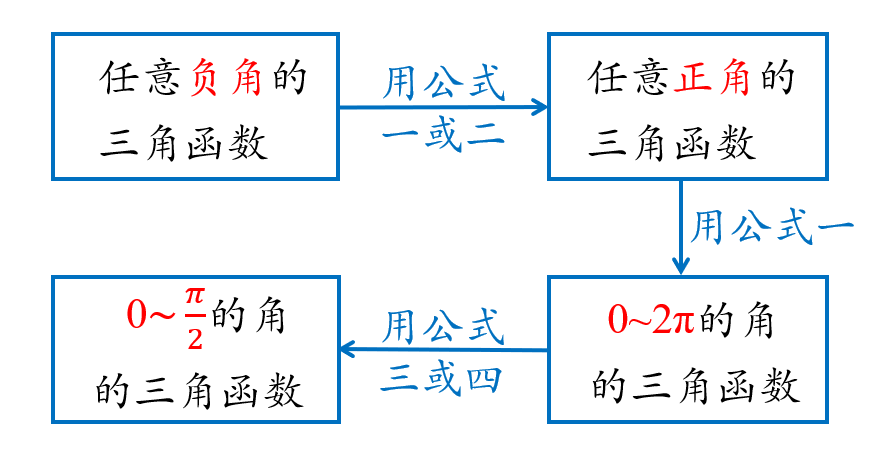 任意负角的
三角函数
用公式
一或二
任意正角的
三角函数
用公式一
0~2π的角
的三角函数
用公式
三或四
0~π/2的角
的三角函数